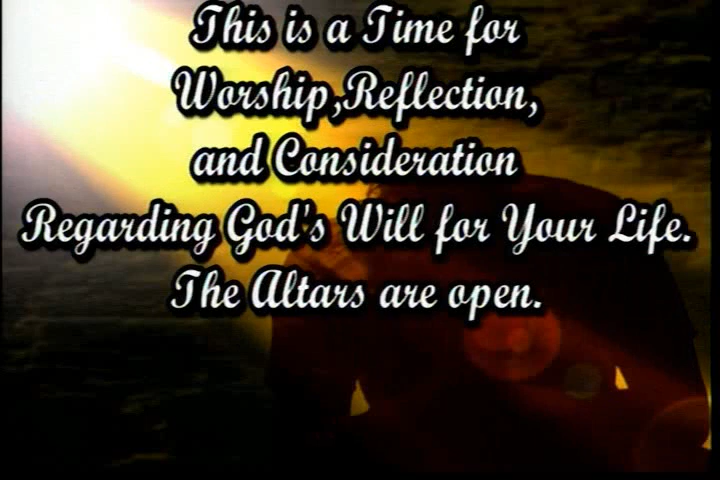 This is a Time for
Worship,Reflection,
and Consideration
Regarding God's Will for Your Life.
The Altars are open.